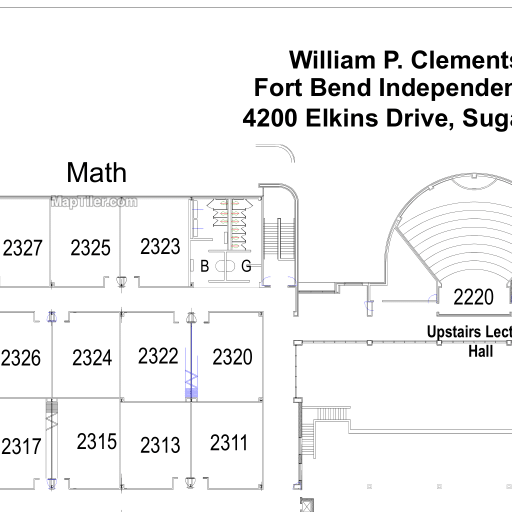 William P. Clements
Fort Bend Independen
4200 Elkins Drive, Suga
Math
MapTiler.com
2327 2325 2323
B G
2220
Upstairs Lect
Hall
2326 2324 2322 2320
2317 2315 2313 2311